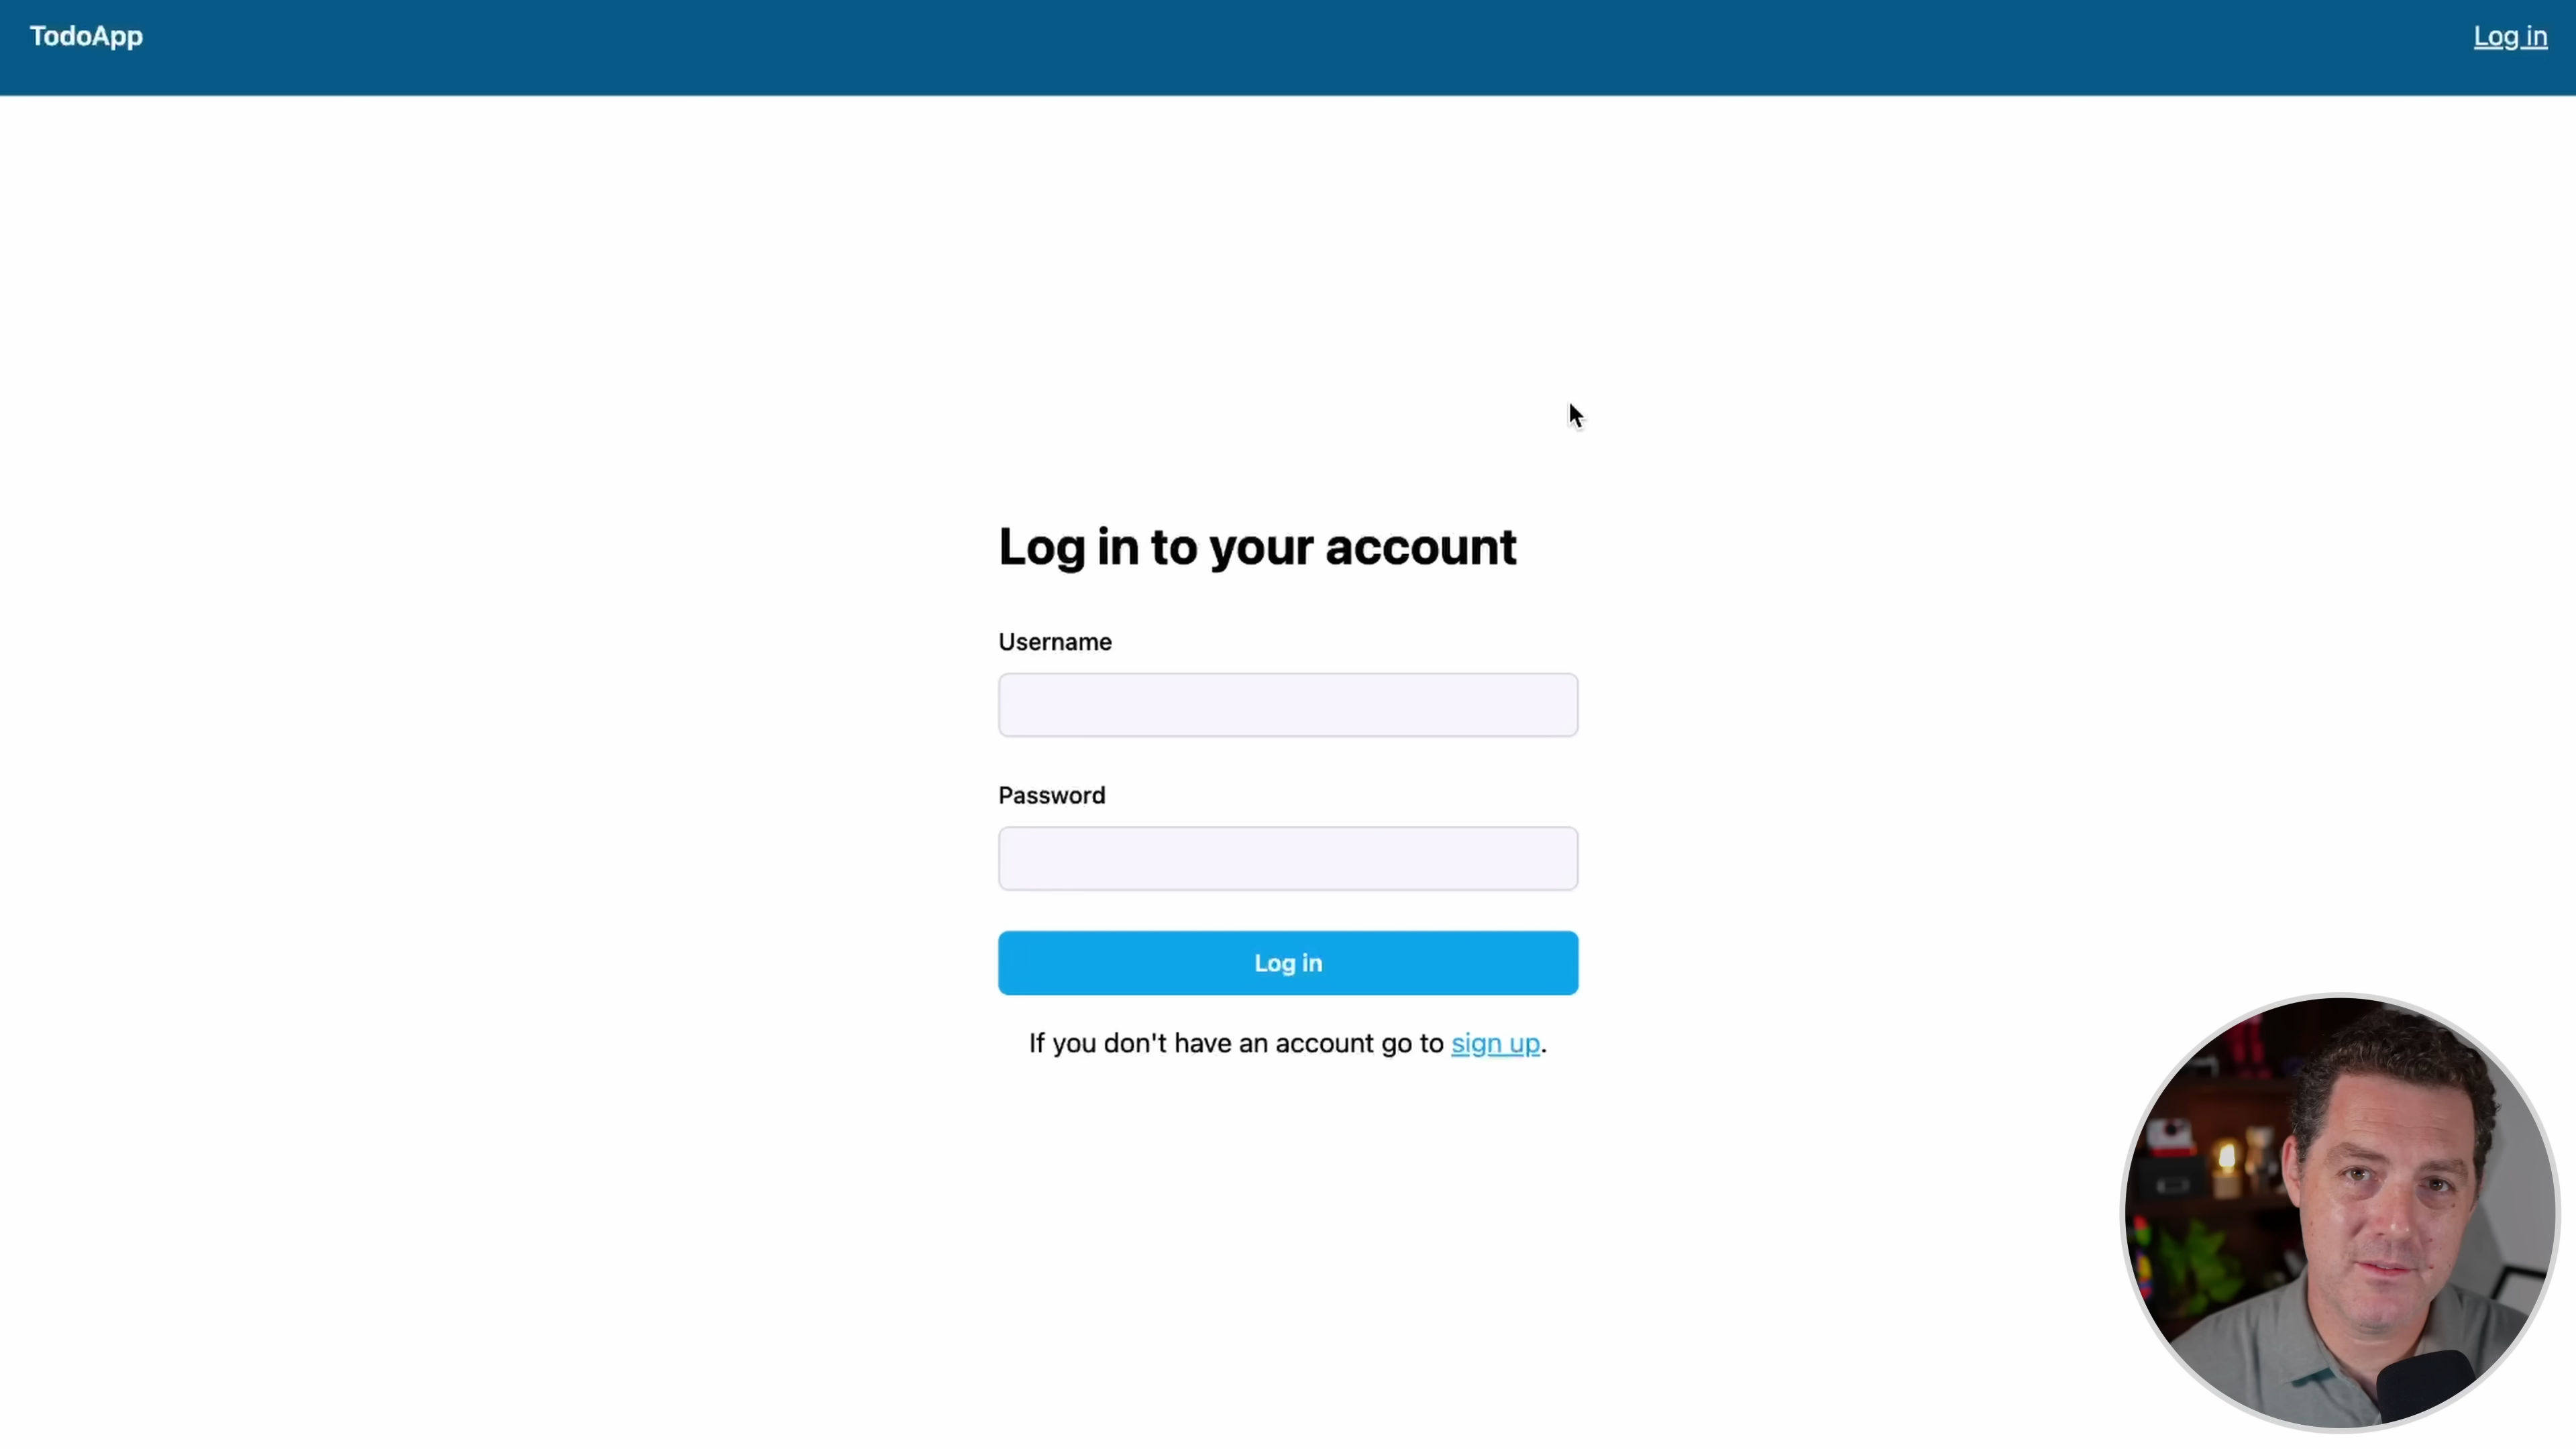 TodoApp
Log in
Log in to your account
Username
Password
Log in
If you don't have an account go to sign up.